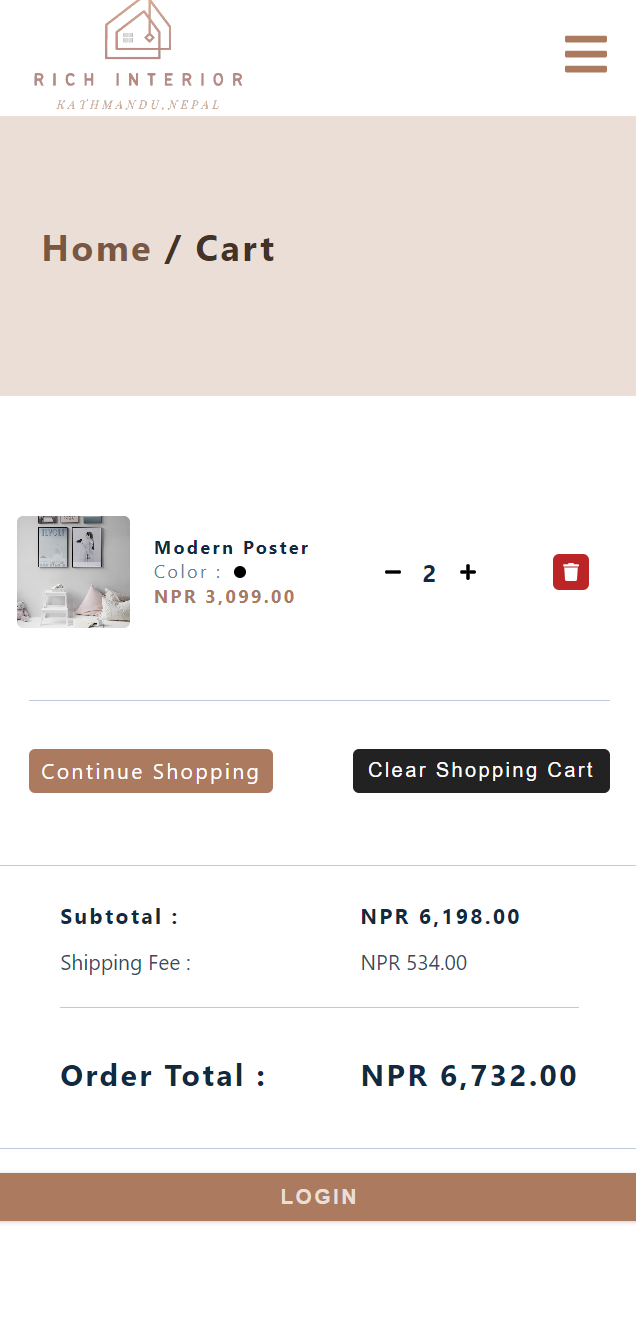 RICH INTERIOR
KATHMANDU,NEPAL
Home / Cart
Modern Poster
Color :
NPR 3,099.00
2
Continue Shopping
Clear Shopping Cart
Subtotal : NPR 6,198.00
Shipping Fee : NPR 534.00
Order Total : NPR 6,732.00
LOGIN